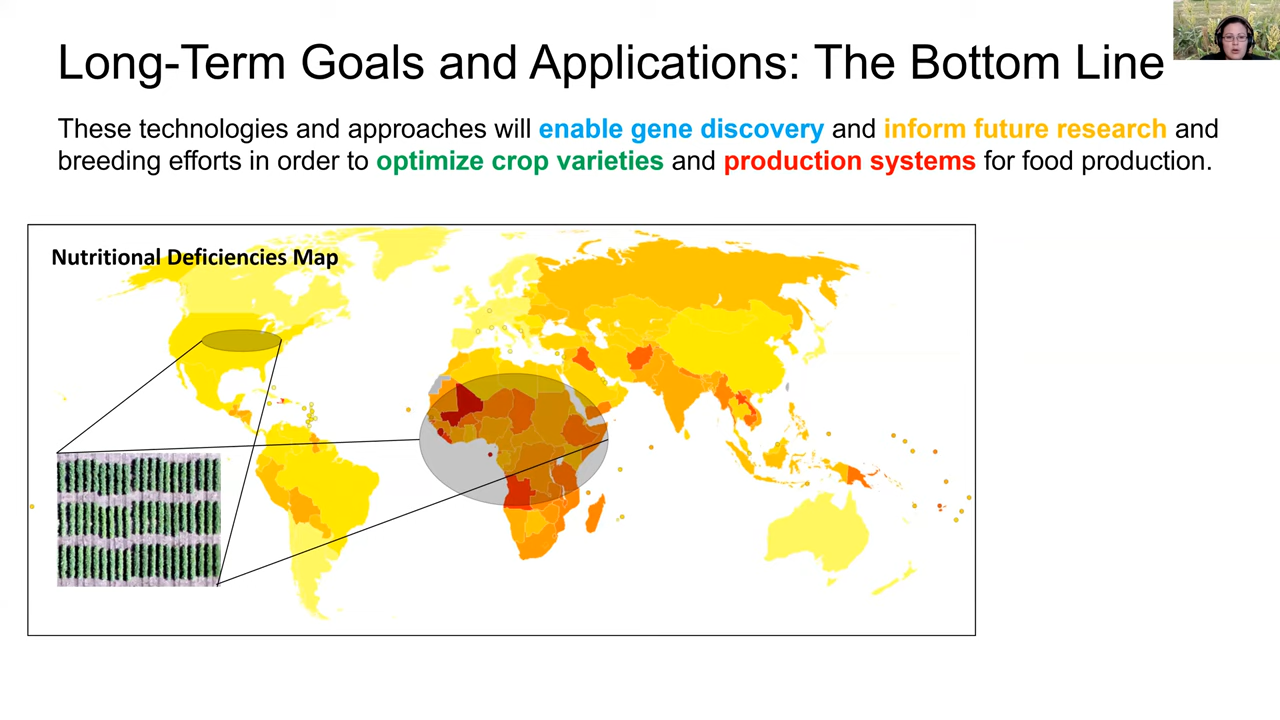 Long-Term Goals and Applications: The Bottom Line
These technologies and approaches will enable gene discovery and inform future research and
breeding efforts in order to optimize crop varieties and production systems for food production.
Nutritional Deficiencies Map